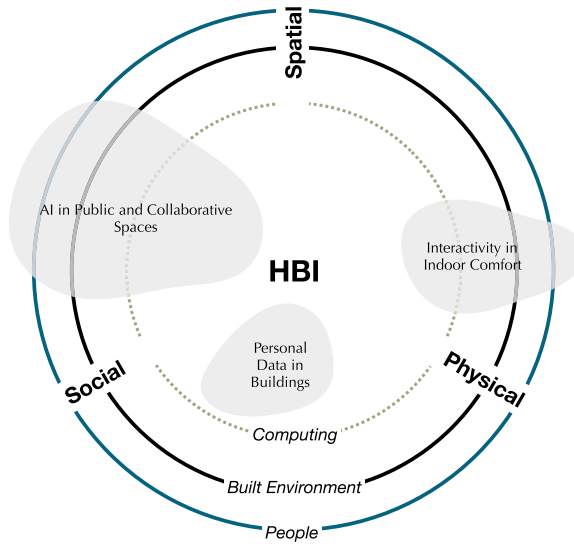 Spatial
AI in Public and Collaborative
Spaces
Interactivity in
Indoor Comfort
HBI
Personal
Data in
Buildings
Social
Physical
Computing
Built Environment
People